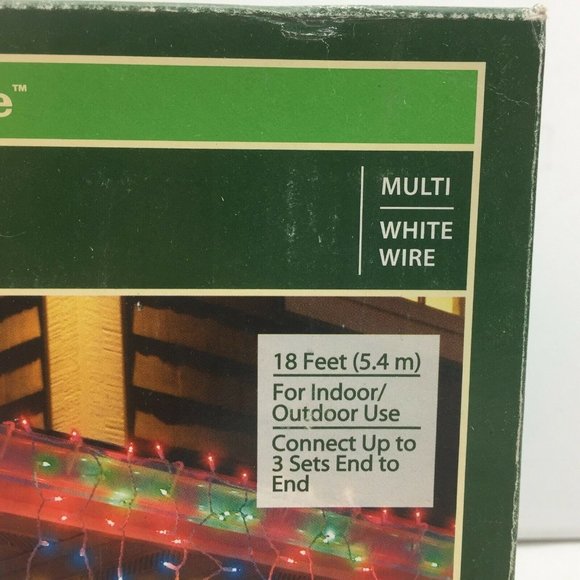 e™
MULTI
WHITE
WIRE
18 Feet (5.4 m)
For Indoor/
Outdoor Use
Connect Up to
3 Sets End to
End